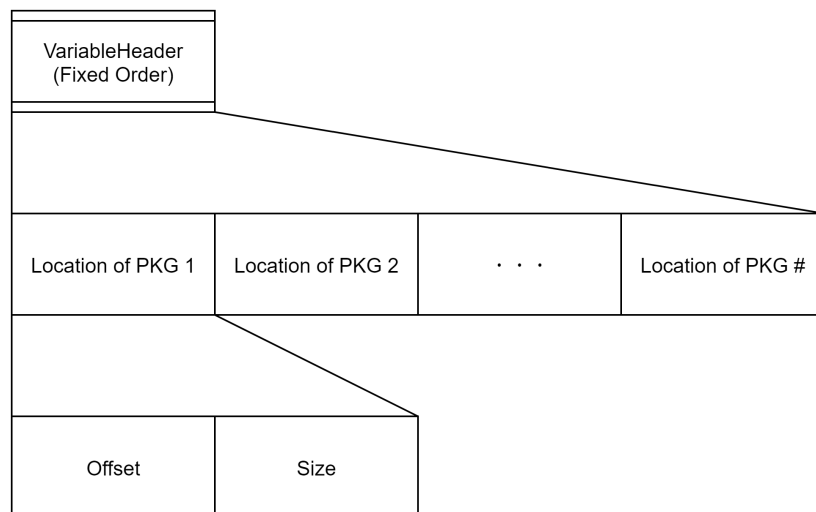 VariableHeader
(Fixed Order)
Location of PKG 1
Location of PKG 2
· · ·
Location of PKG #
Offset
Size